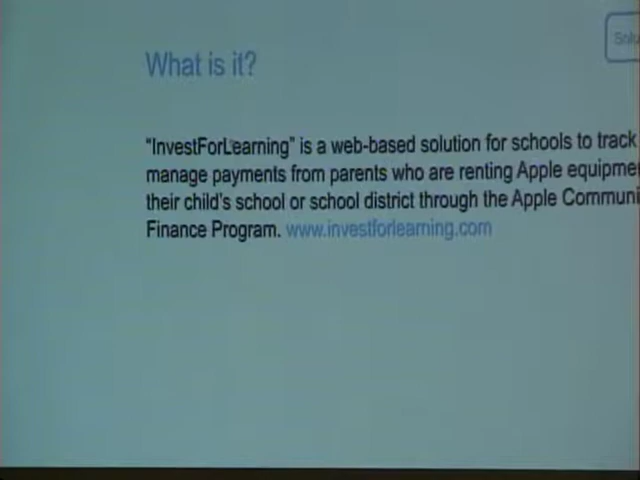 Solu
What is it?
"InvestForLearning" is a web-based solution for schools to track
manage payments from parents who are renting Apple equipme
their child's school or school district through the Apple Communi
Finance Program. www.investforlearning.com